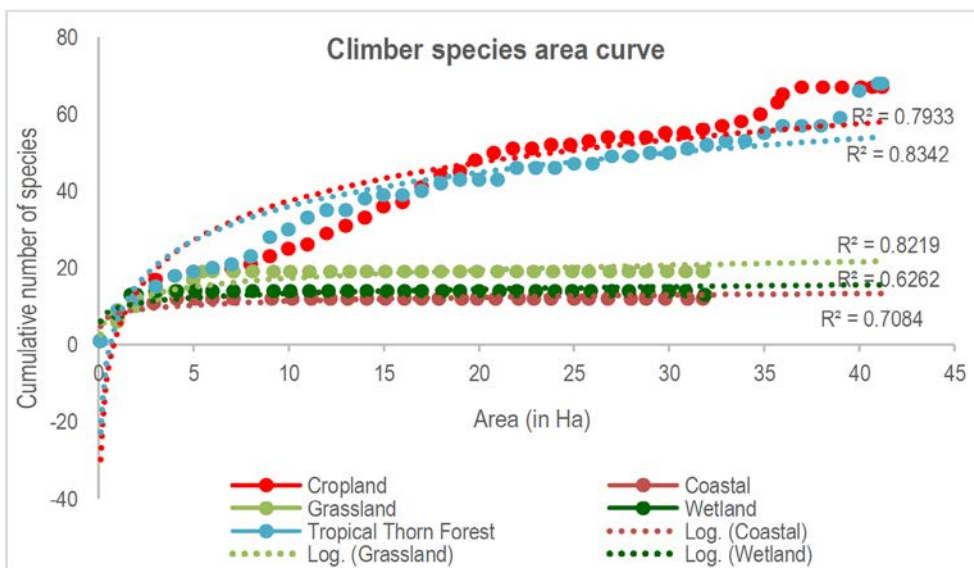 Climber species area curve
80
60
40
20
0
-20
-40
Cumulative number of species
0 5 10 15 20 25 30 35 40 45
Area (in Ha)
R² = 0.7933
R² = 0.8342
R² = 0.8219
R² = 0.6262
R² = 0.7084
Cropland Coastal
Grassland Wetland
Tropical Thorn Forest Log. (Coastal)
Log. (Grassland) Log. (Wetland)